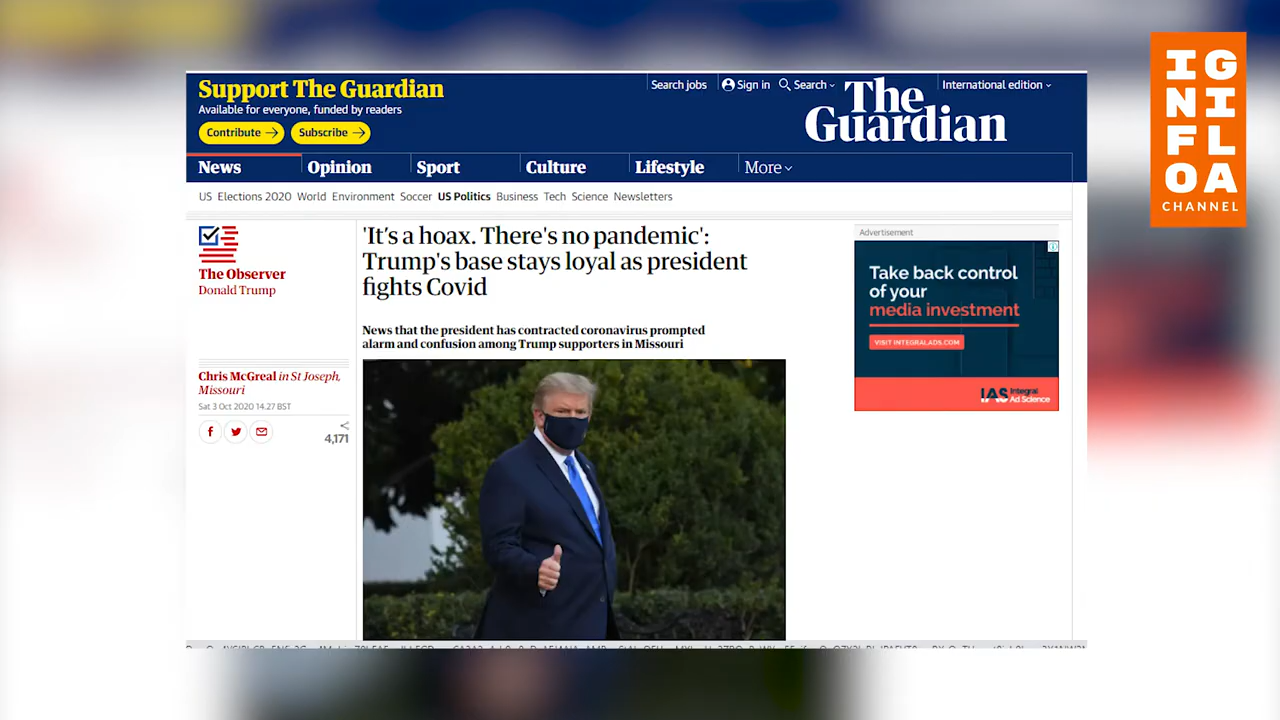 Support The Guardian
Available for everyone, funded by readers
Contribute
Subscribe
Search jobs
Sign in
Search
International edition
The
Guardian
News
Opinion
Sport
Culture
Lifestyle
More
US Elections 2020 World Environment Soccer US Politics Business Tech Science Newsletters
The Observer
Donald Trump
'It's a hoax. There's no pandemic':
Trump's base stays loyal as president
fights Covid
News that the president has contracted coronavirus prompted
alarm and confusion among Trump supporters in Missouri
Chris McGreal in St Joseph,
Missouri
Sat 3 Oct 2020 14.27 BST
4,171
Advertisement
Take back control
of your
media investment
VISIT INTEGRALADS.COM
IAS Integral
Ad Science
IG
NI
FL
OA
CHANNEL